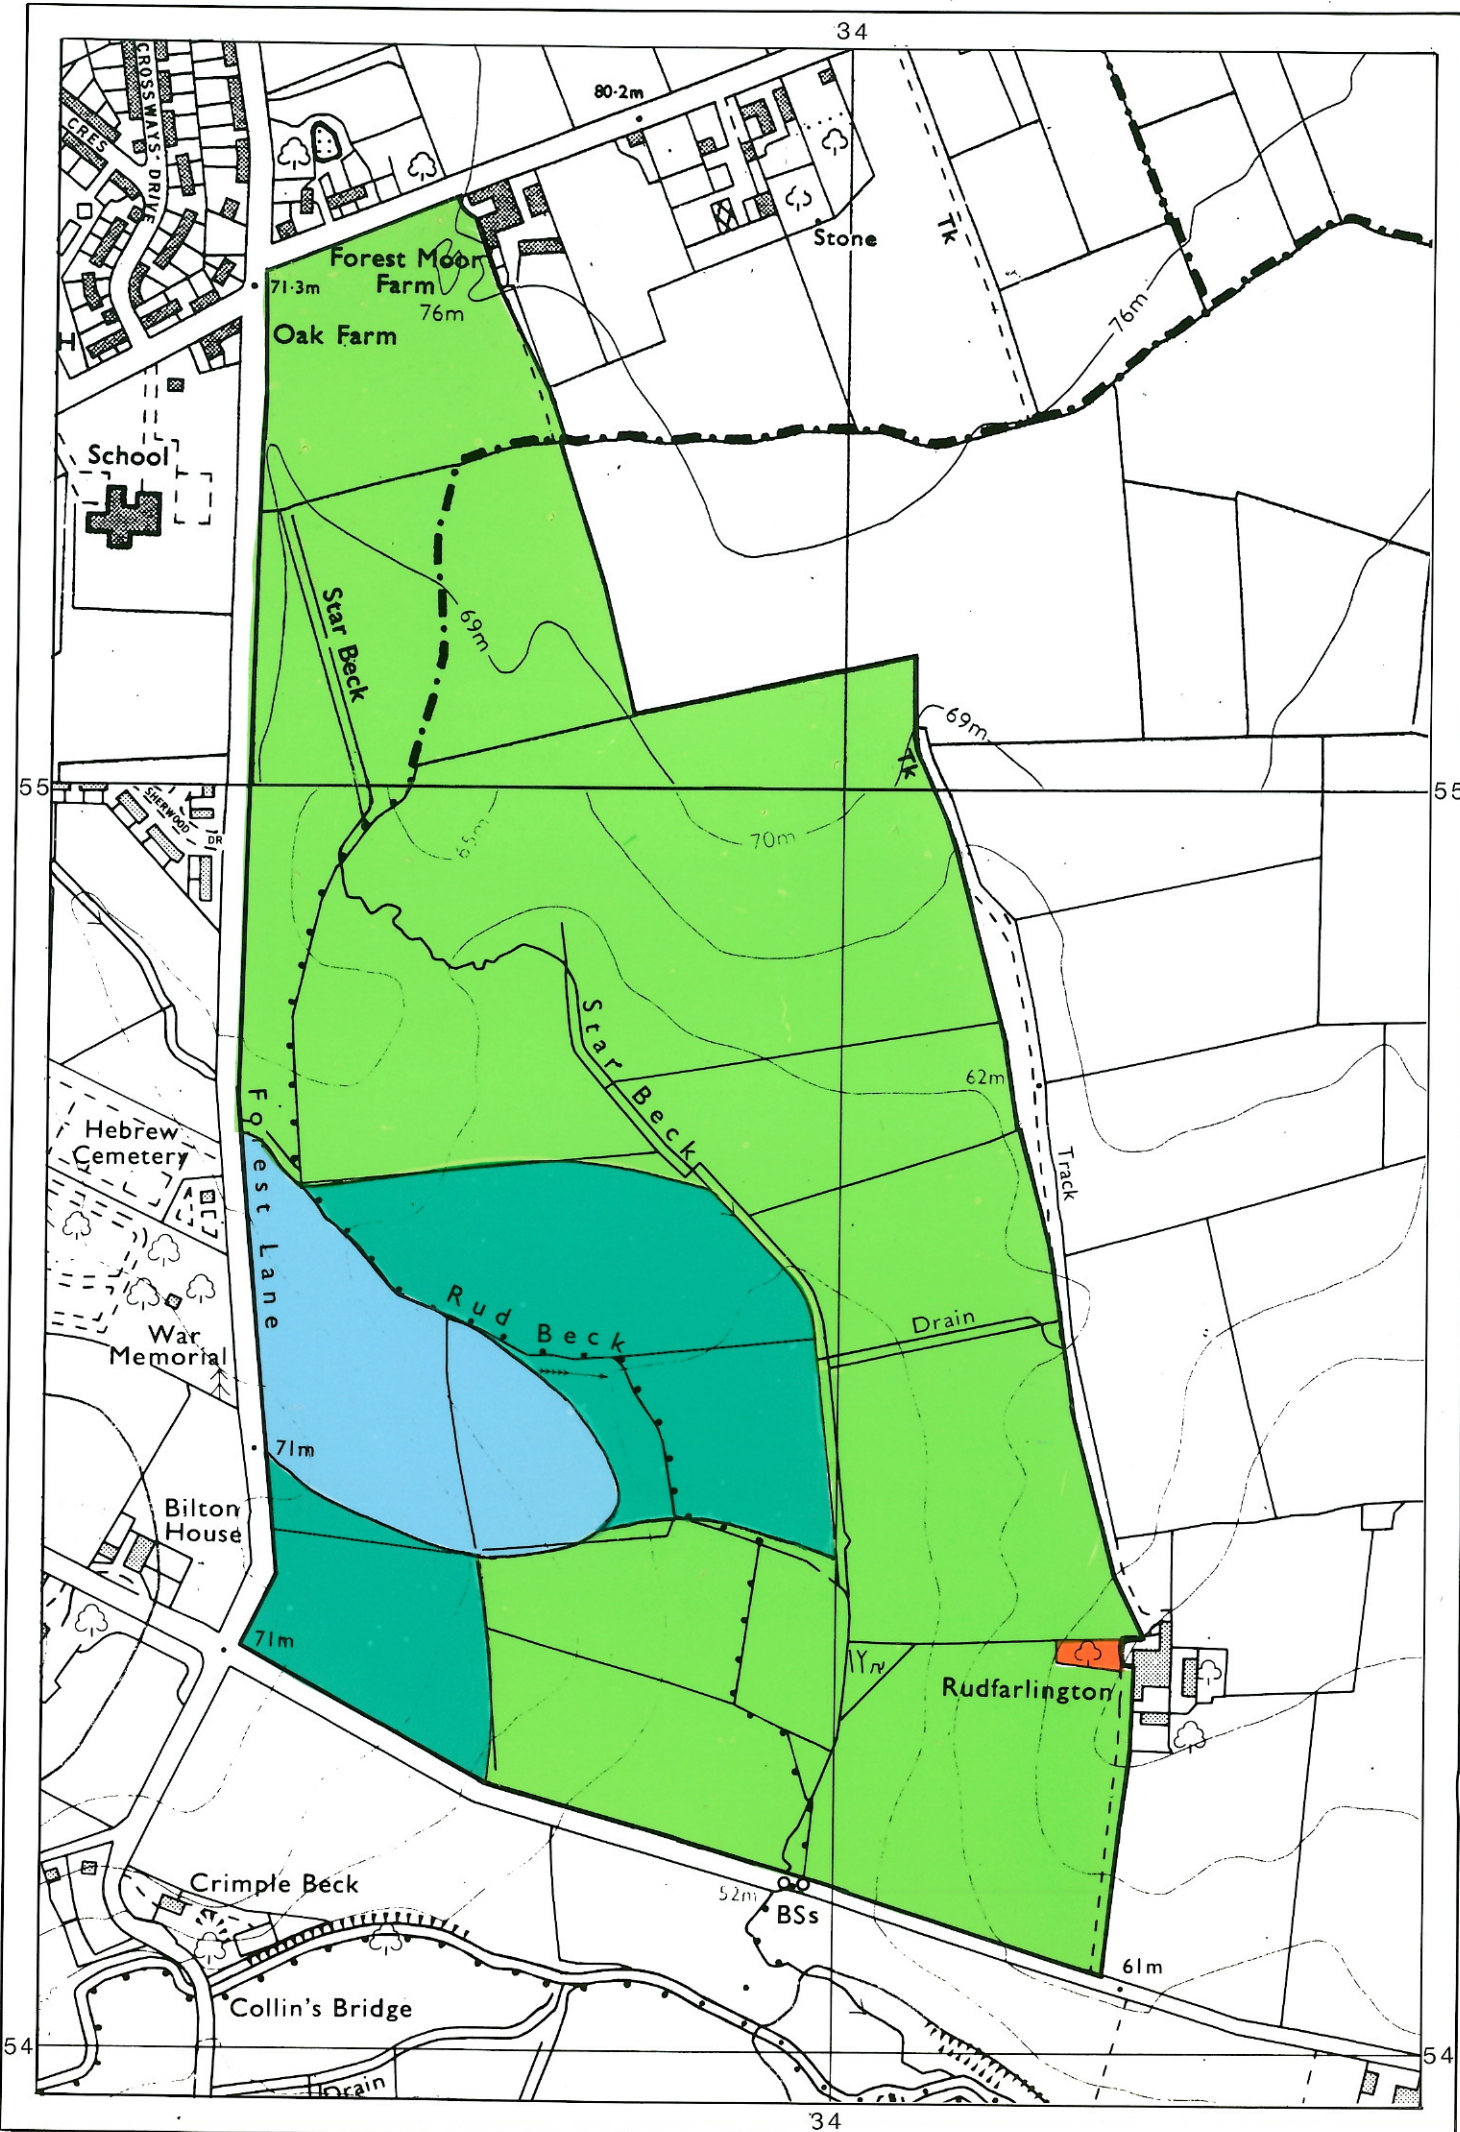 34
CROSSWAYS DRIVE
CRES
80·2m
Stone
Tk
Forest Moor
Farm
76m
71·3m
Oak Farm
76m
H
School
Star Beck
69m
69m
Tk
55
55
SHERWOOD
DR
65m
70m
Star Beck
62m
Forest Lane
Hebrew
Cemetery
Track
Rud Beck
Drain
War
Memorial
71m
Bilton
House
71m
Rudfarlington
Crimple Beck
52m
BSs
61m
Collin's Bridge
54
54
Drain
34